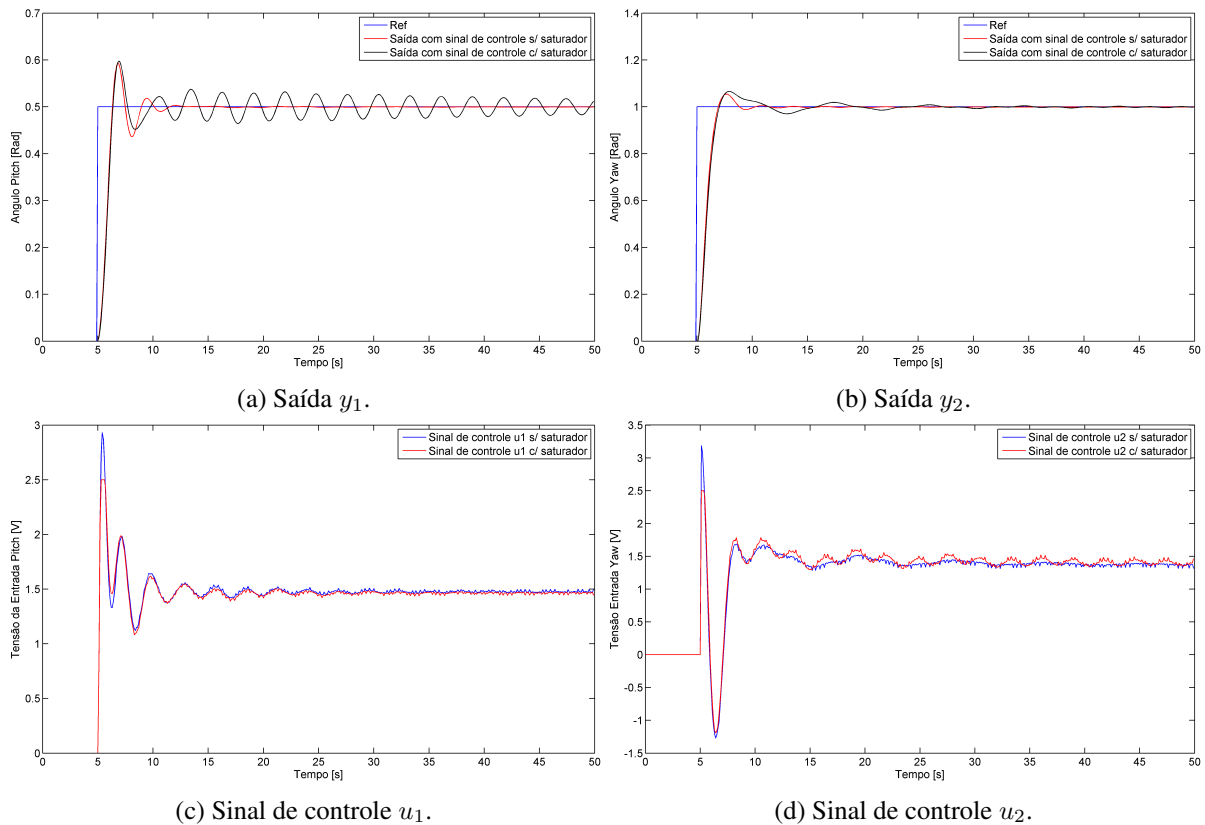 0.7
0.6
0.5
0.4
0.3
0.2
0.1
0
Angulo Pitch [Rad]
Ref
Saída com sinal de controle s/ saturador
Saída com sinal de controle c/ saturador
0 5 10 15 20 25 30 35 40 45 50
Tempo [s]
(a) Saída y₁.
1.4
1.2
1
0.8
0.6
0.4
0.2
0
Angulo Yaw [Rad]
Ref
Saída com sinal de controle s/ saturador
Saída com sinal de controle c/ saturador
0 5 10 15 20 25 30 35 40 45 50
Tempo [s]
(b) Saída y₂.
3
2.5
2
1.5
1
0.5
0
Tensão da Entrada Pitch [V]
Sinal de controle u1 s/ saturador
Sinal de controle u1 c/ saturador
0 5 10 15 20 25 30 35 40 45 50
Tempo [s]
(c) Sinal de controle u₁.
3.5
3
2.5
2
1.5
1
0.5
0
-0.5
-1
-1.5
Tensão Entrada Yaw [V]
Sinal de controle u2 s/ saturador
Sinal de controle u2 c/ saturador
0 5 10 15 20 25 30 35 40 45 50
Tempo [s]
(d) Sinal de controle u₂.